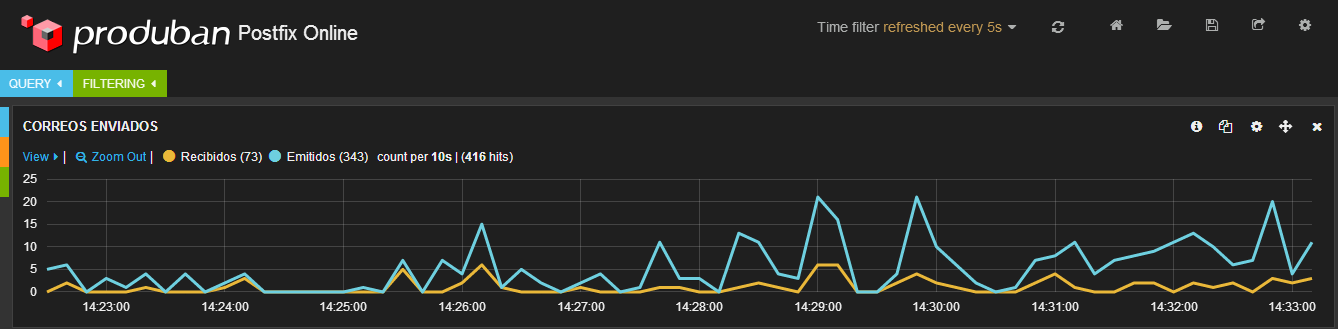 produban Postfix Online
Time filter refreshed every 5s
QUERY
FILTERING
CORREOS ENVIADOS
View | Zoom Out | Recibidos (73) Emitidos (343) count per 10s | (416 hits)
25
20
15
10
5
0
14:23:00 14:24:00 14:25:00 14:26:00 14:27:00 14:28:00 14:29:00 14:30:00 14:31:00 14:32:00 14:33:00